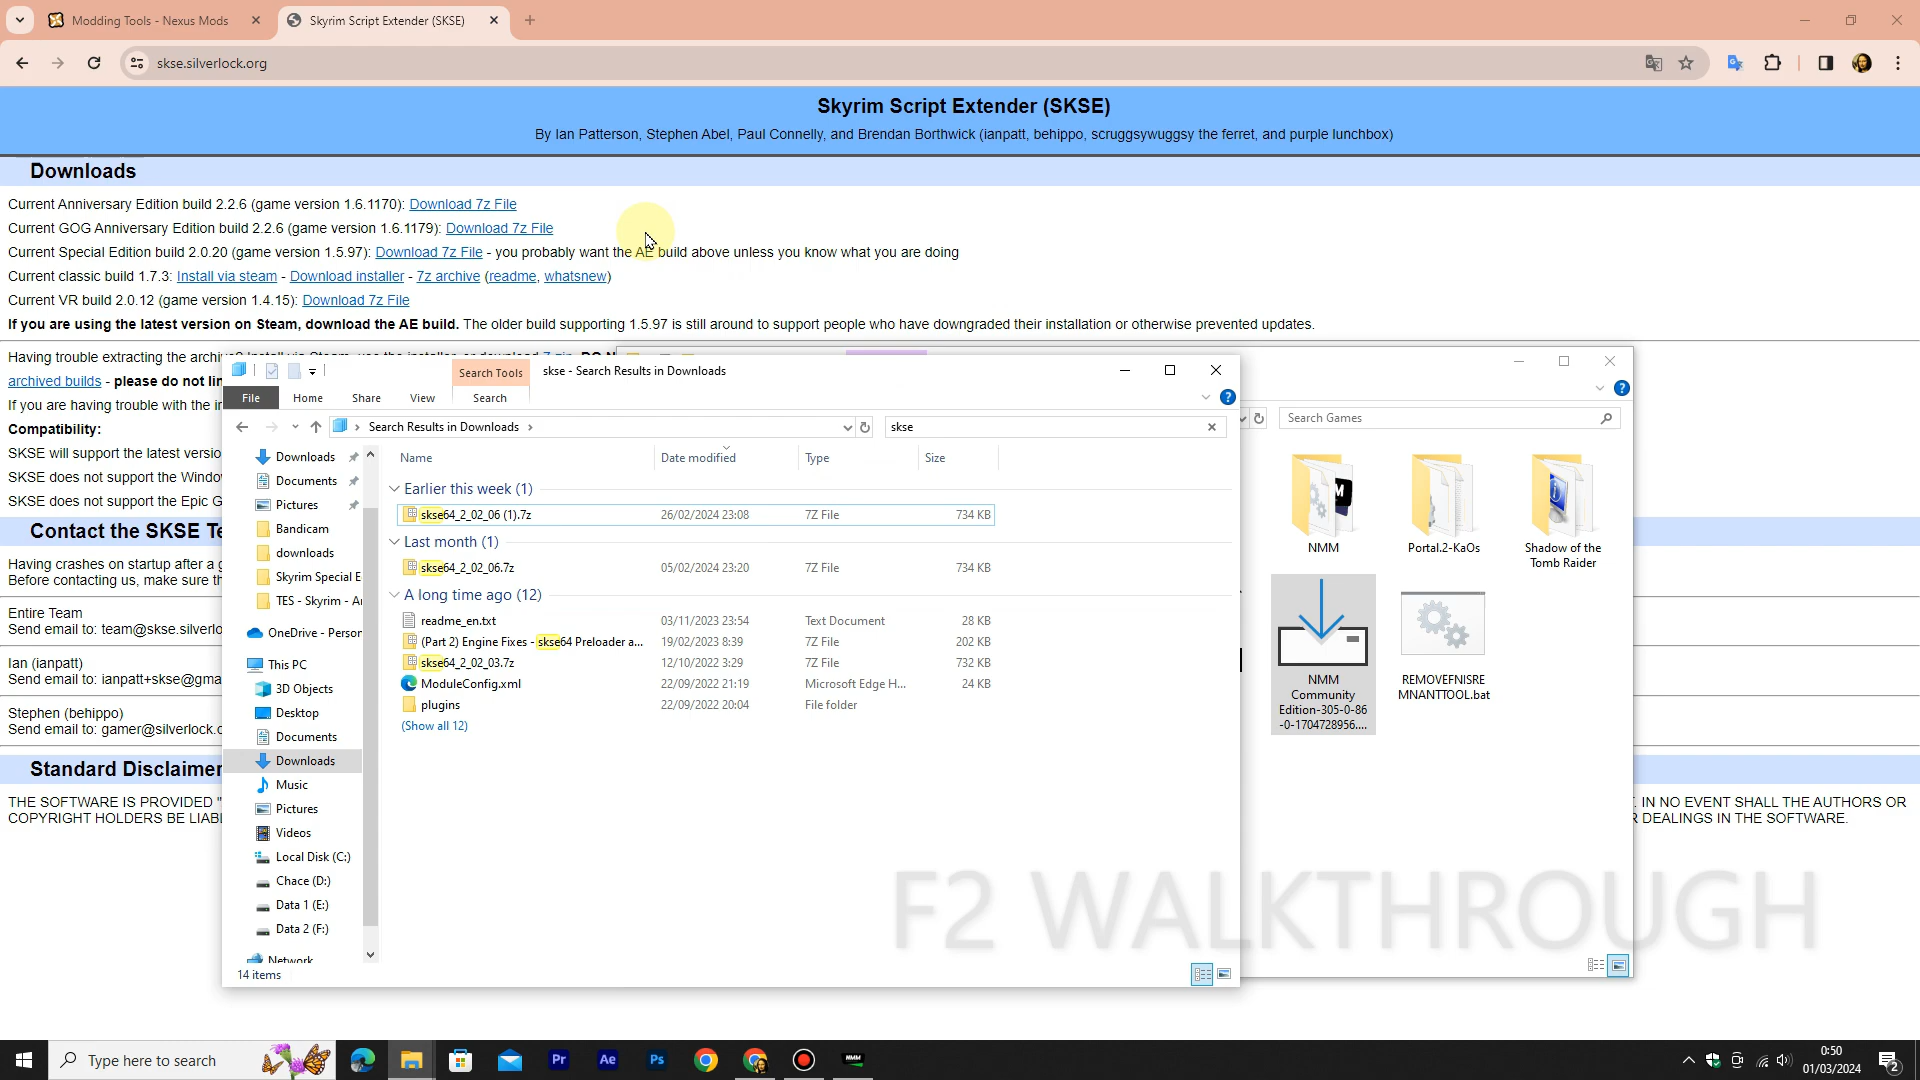 Modding Tools - Nexus Mods
Skyrim Script Extender (SKSE)
skse.silverlock.org
Skyrim Script Extender (SKSE)
By Ian Patterson, Stephen Abel, Paul Connelly, and Brendan Borthwick (ianpatt, behippo, scruggsywuggsy the ferret, and purple lunchbox)
Downloads
Current Anniversary Edition build 2.2.6 (game version 1.6.1170): Download 7z File
Current GOG Anniversary Edition build 2.2.6 (game version 1.6.1179): Download 7z File
Current Special Edition build 2.0.20 (game version 1.5.97): Download 7z File - you probably want the AE build above unless you know what you are doing
Current classic build 1.7.3: Install via steam - Download installer - 7z archive (readme, whatsnew)
Current VR build 2.0.12 (game version 1.4.15): Download 7z File
If you are using the latest version on Steam, download the AE build. The older build supporting 1.5.97 is still around to support people who have downgraded their installation or otherwise prevented updates.
Having trouble extracting the archive? Install via Steam, use the installer, or download 7-zip. DO N
archived builds - please do not lin
If you are having trouble with the in
Compatibility:
SKSE will support the latest versio
SKSE does not support the Windo
SKSE does not support the Epic G
Contact the SKSE Te
Having crashes on startup after a g
Before contacting us, make sure th
Entire Team
Send email to: team@skse.silverlo
Ian (ianpatt)
Send email to: ianpatt+skse@gma
Stephen (behippo)
Send email to: gamer@silverlock.o
Standard Disclaimer
THE SOFTWARE IS PROVIDED "
COPYRIGHT HOLDERS BE LIABL
IN NO EVENT SHALL THE AUTHORS OR
R DEALINGS IN THE SOFTWARE.
Search Tools
skse - Search Results in Downloads
File
Home
Share
View
Search
Search Results in Downloads
skse
Downloads
Documents
Pictures
Bandicam
downloads
Skyrim Special E
TES - Skyrim - A
OneDrive - Person
This PC
3D Objects
Desktop
Documents
Downloads
Music
Pictures
Videos
Local Disk (C:)
Chace (D:)
Data 1 (E:)
Data 2 (F:)
Network
Name Date modified Type Size
Earlier this week (1)
skse64_2_02_06 (1).7z 26/02/2024 23:08 7Z File 734 KB
Last month (1)
skse64_2_02_06.7z 05/02/2024 23:20 7Z File 734 KB
A long time ago (12)
readme_en.txt 03/11/2023 23:54 Text Document 28 KB
(Part 2) Engine Fixes - skse64 Preloader a... 19/02/2023 8:39 7Z File 202 KB
skse64_2_02_03.7z 12/10/2022 3:29 7Z File 732 KB
ModuleConfig.xml 22/09/2022 21:19 Microsoft Edge H... 24 KB
plugins 22/09/2022 20:04 File folder
(Show all 12)
14 items
Search Games
NMM
Portal.2-KaOs
Shadow of the
Tomb Raider
NMM
Community
Edition-305-0-86
-0-1704728956....
REMOVEFNISRE
MNANTTOOL.bat
F2 WALKTHROUGH
Type here to search
Pr
Ae
Ps
NMM
0:50
01/03/2024
2